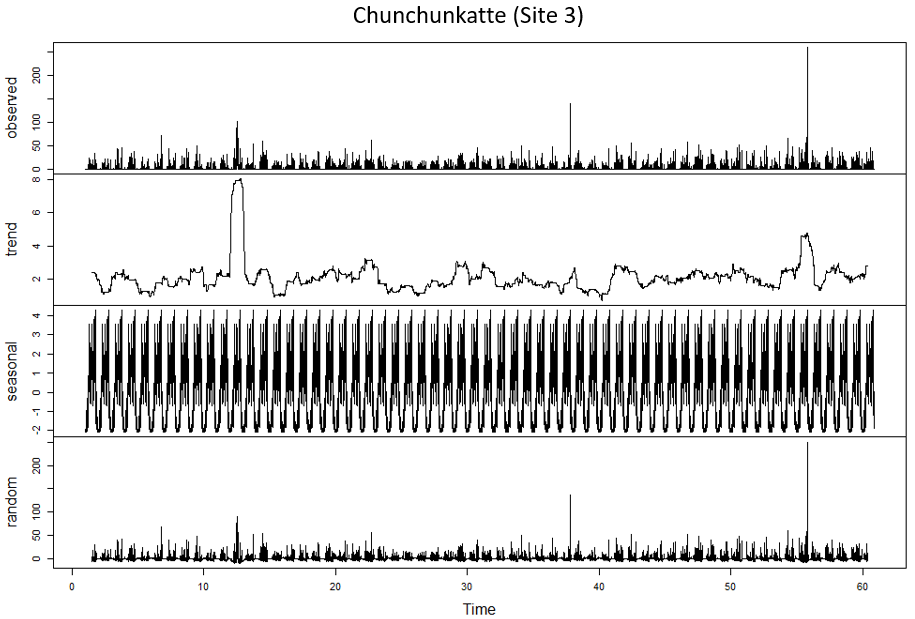 Chunchunkatte (Site 3)
observed
0 50 100 200
trend
2 4 6 8
seasonal
-2 -1 0 1 2 3 4
random
0 50 100 200
0 10 20 30 40 50 60
Time